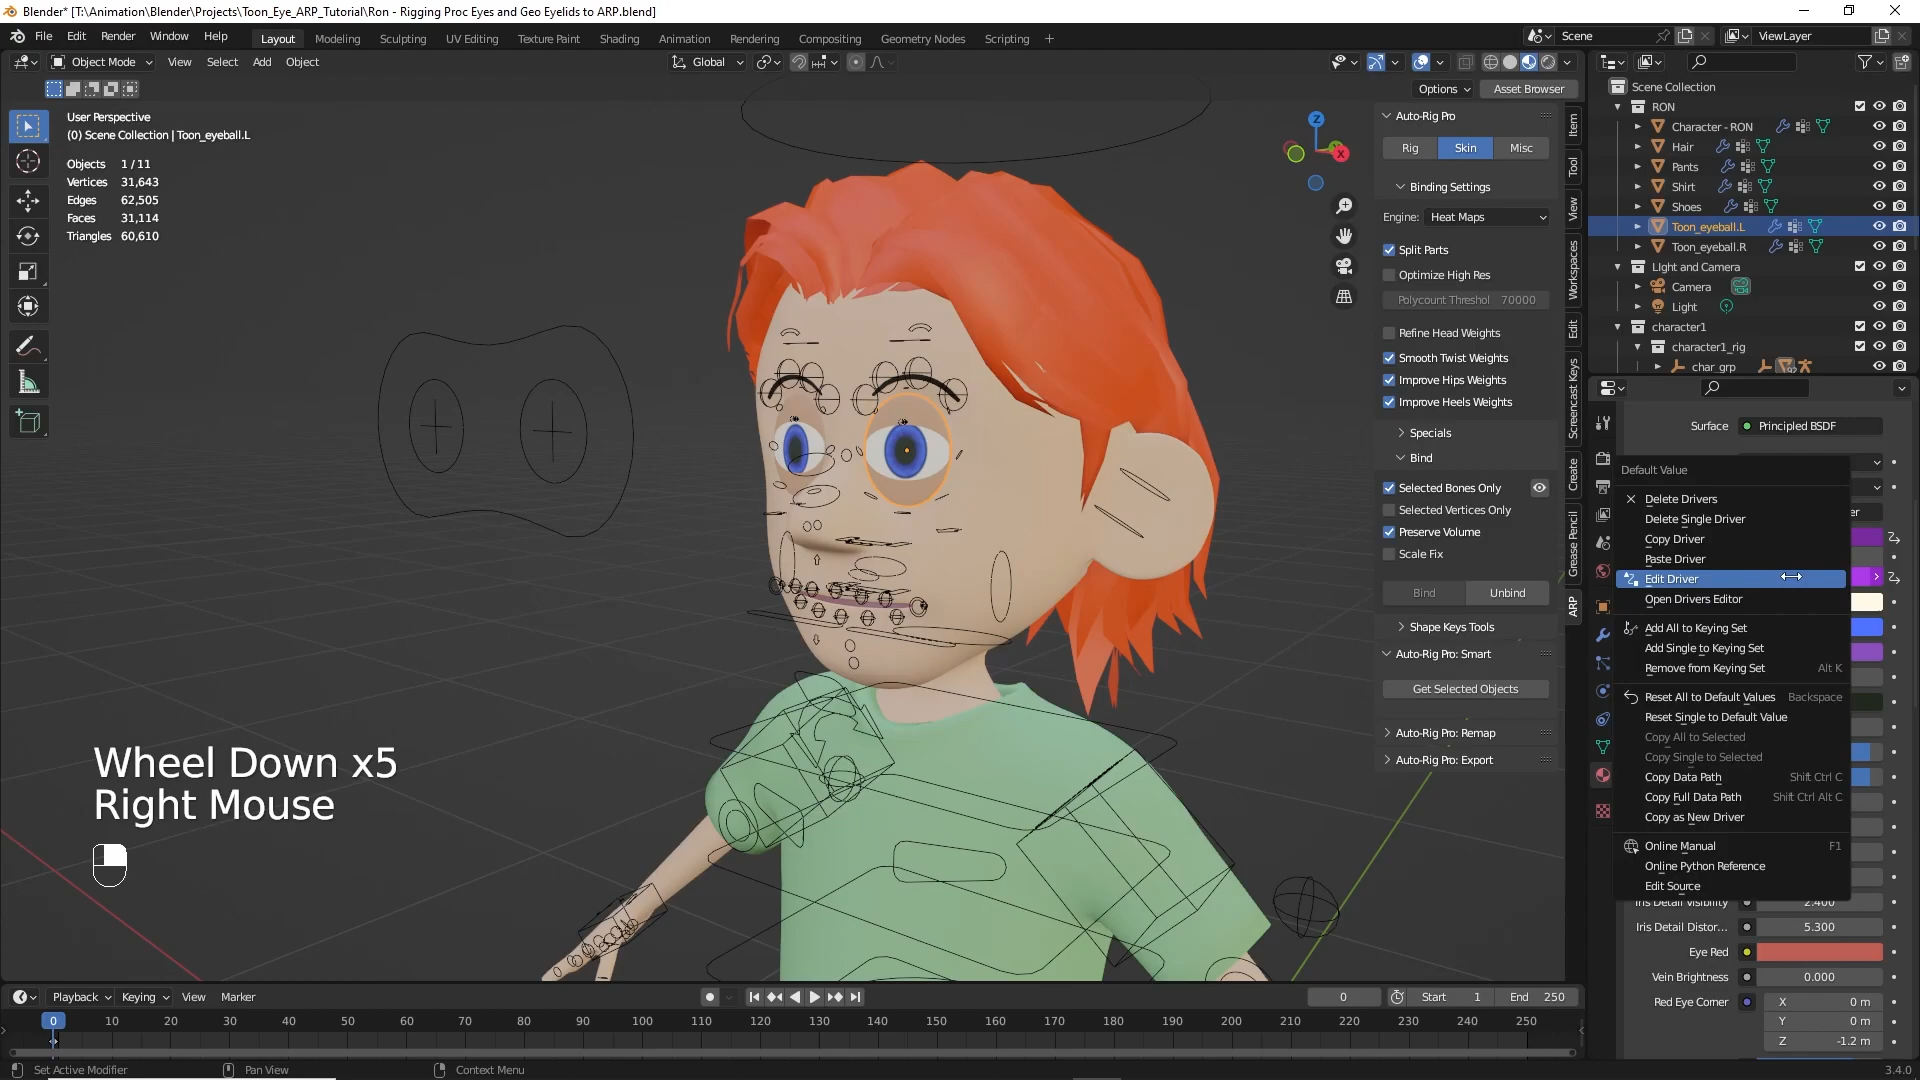 Blender* [T:\Animation\Blender\Projects\Toon_Eye_ARP_Tutorial\Ron - Rigging Proc Eyes and Geo Eyelids to ARP.blend]
File Edit Render Window Help Layout Modeling Sculpting UV Editing Texture Paint Shading Animation Rendering Compositing Geometry Nodes Scripting + Scene ViewLayer
Object Mode View Select Add Object Global
Options Asset Browser
User Perspective
(0) Scene Collection | Toon_eyeball.L
Objects 1 / 11
Vertices 31,643
Edges 62,505
Faces 31,114
Triangles 60,610
Z
X
Auto-Rig Pro
Rig Skin Misc
Binding Settings
Engine: Heat Maps
Split Parts
Optimize High Res
Polycount Threshol 70000
Refine Head Weights
Smooth Twist Weights
Improve Hips Weights
Improve Heels Weights
Specials
Bind
Selected Bones Only
Selected Vertices Only
Preserve Volume
Scale Fix
Bind Unbind
Shape Keys Tools
Auto-Rig Pro: Smart
Get Selected Objects
Auto-Rig Pro: Remap
Auto-Rig Pro: Export
Item
Tool
View
Workspaces
Edit
Screencast Keys
Create
Grease Pencil
ARP
Scene Collection
RON
Character - RON
Hair
Pants
Shirt
Shoes
Toon_eyeball.L
Toon_eyeball.R
LIght and Camera
Camera
Light
character1
character1_rig
char_grp
Surface Principled BSDF
Default Value
Delete Drivers
Delete Single Driver
Copy Driver
Paste Driver
Edit Driver
Open Drivers Editor
Add All to Keying Set
Add Single to Keying Set
Remove from Keying Set Alt K
Reset All to Default Values Backspace
Reset Single to Default Value
Copy All to Selected
Copy Single to Selected
Copy Data Path Shift Ctrl C
Copy Full Data Path Shift Ctrl Alt C
Copy as New Driver
Online Manual F1
Online Python Reference
Edit Source
Iris Detail Visibility 2.400
Iris Detail Distor... 5.300
Eye Red
Vein Brightness 0.000
Red Eye Corner X 0 m
Y 0 m
Z -1.2 m
Wheel Down x5
Right Mouse
Playback Keying View Marker 0 Start 1 End 250
0 10 20 30 40 50 60 70 80 90 100 110 120 130 140 150 160 170 180 190 200 210 220 230 240 250
Set Active Modifier Pan View Context Menu 3.4.0